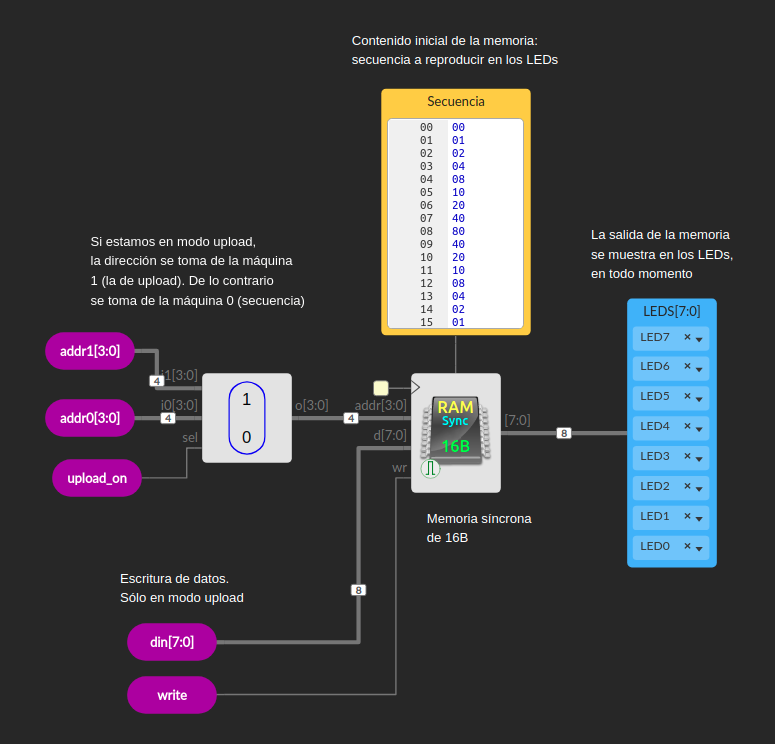 Contenido inicial de la memoria:
secuencia a reproducir en los LEDs
Secuencia
00 00
01 01
02 02
03 04
04 08
05 10
06 20
07 40
08 80
09 40
10 20
11 10
12 08
13 04
14 02
15 01
Si estamos en modo upload,
la dirección se toma de la máquina
1 (la de upload). De lo contrario
se toma de la máquina 0 (secuencia)
La salida de la memoria
se muestra en los LEDs,
en todo momento
LEDS[7:0]
LED7
LED6
LED5
LED4
LED3
LED2
LED1
LED0
addr1[3:0]
4
i1[3:0]
addr0[3:0]
4
i0[3:0]
upload_on
sel
1
0
o[3:0]
4
addr[3:0]
d[7:0]
wr
RAM
Sync
16B
[7:0]
8
Memoria síncrona
de 16B
Escritura de datos.
Sólo en modo upload
8
din[7:0]
write